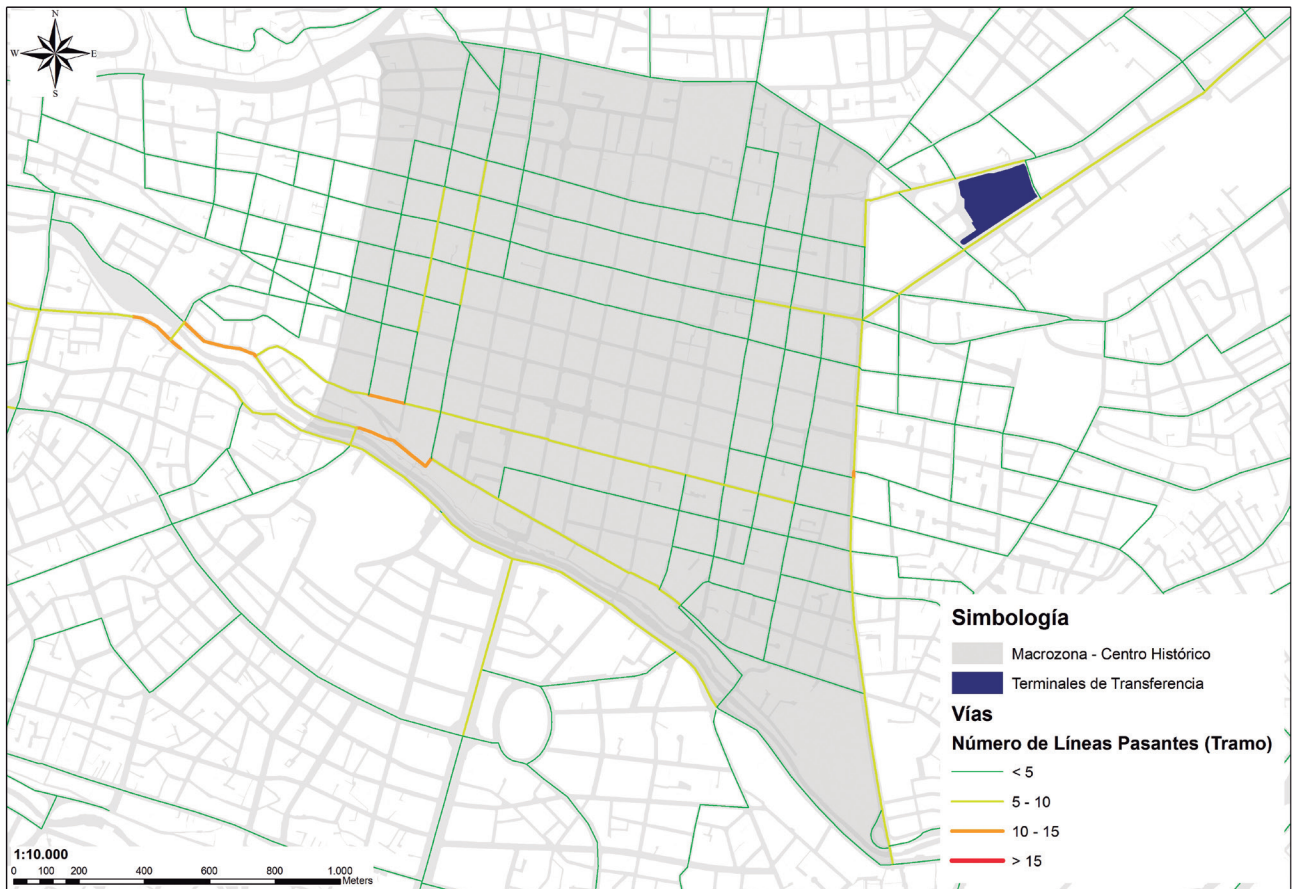 N
W E
S
Simbología
Macrozona - Centro Histórico
Terminales de Transferencia
Vías
Número de Líneas Pasantes (Tramo)
< 5
5 - 10
10 - 15
> 15
1:10.000
0 100 200 400 600 800 1.000
Meters